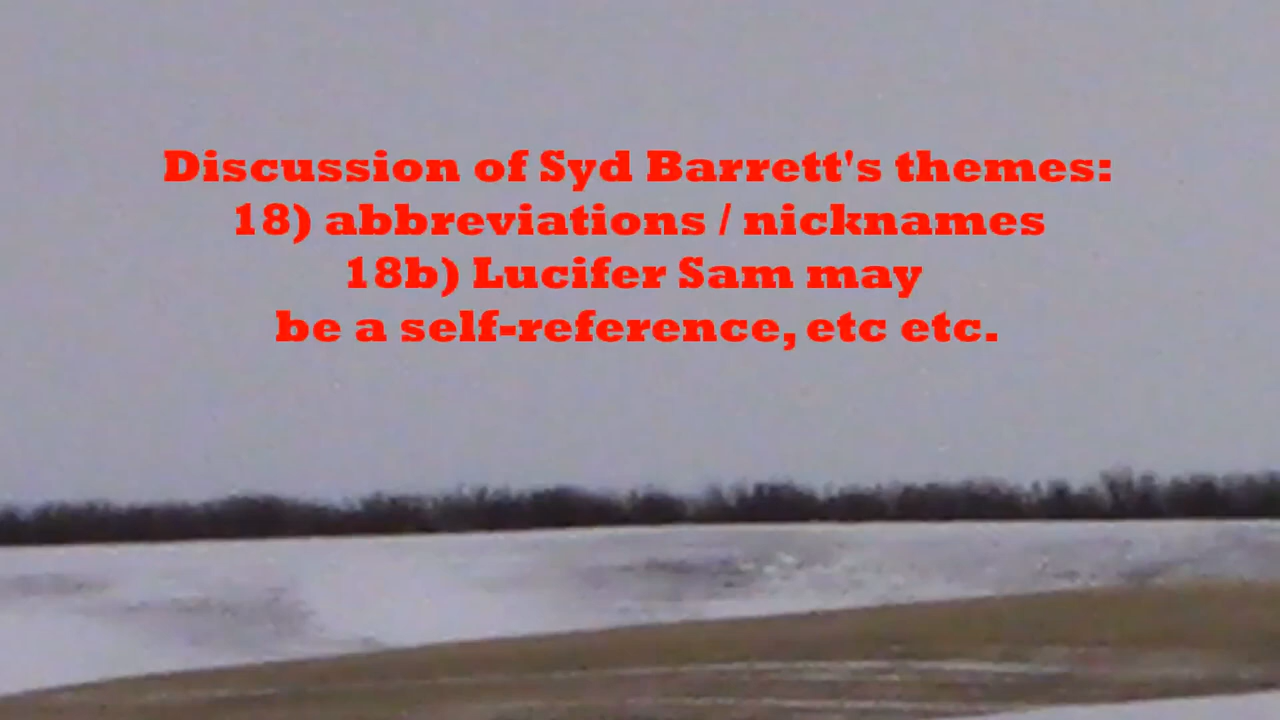 Discussion of Syd Barrett's themes:
18) abbreviations / nicknames
18b) Lucifer Sam may
be a self-reference, etc etc.